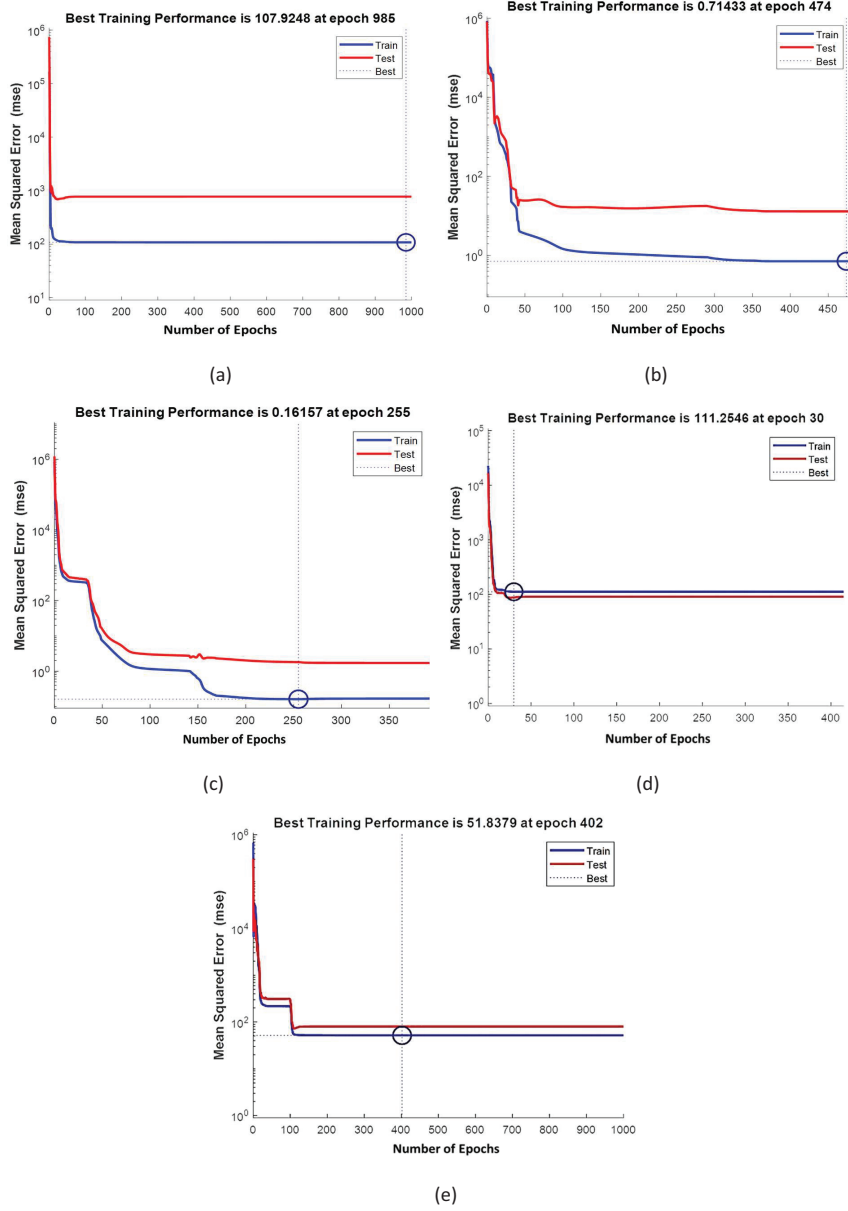 Best Training Performance is 107.9248 at epoch 985
Mean Squared Error (mse)
10^6
10^5
10^4
10^3
10^2
10^1
Train
Test
Best
0 100 200 300 400 500 600 700 800 900 1000
Number of Epochs
(a)
Best Training Performance is 0.71433 at epoch 474
Mean Squared Error (mse)
10^6
10^4
10^2
10^0
Train
Test
Best
0 50 100 150 200 250 300 350 400 450
Number of Epochs
(b)
Best Training Performance is 0.16157 at epoch 255
Mean Squared Error (mse)
10^6
10^4
10^2
10^0
Train
Test
Best
0 50 100 150 200 250 300 350
Number of Epochs
(c)
Best Training Performance is 111.2546 at epoch 30
Mean Squared Error (mse)
10^5
10^4
10^3
10^2
10^1
10^0
Train
Test
Best
0 50 100 150 200 250 300 350 400
Number of Epochs
(d)
Best Training Performance is 51.8379 at epoch 402
Mean Squared Error (mse)
10^6
10^4
10^2
10^0
Train
Test
Best
0 100 200 300 400 500 600 700 800 900 1000
Number of Epochs
(e)